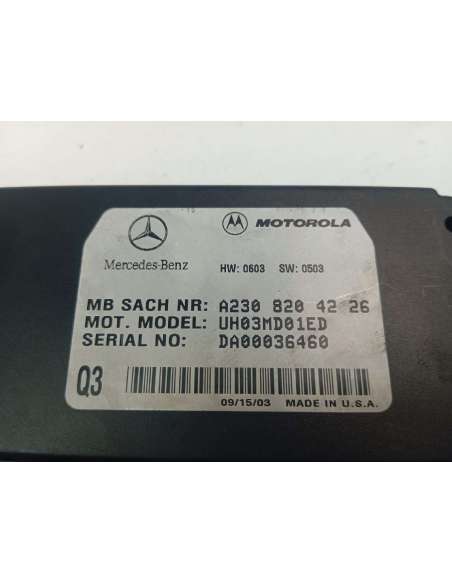 MOTOROLA
Mercedes-Benz HW: 0603 SW: 0503
MB SACH NR: A230 820 42 26
MOT. MODEL: UH03MD01ED
SERIAL NO: DA00036460
Q3
09/15/03 MADE IN U.S.A.